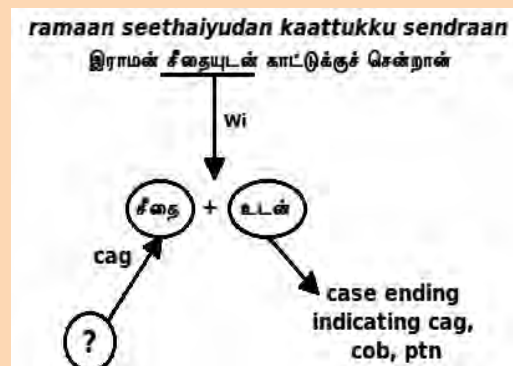 ramaan seethaiyudan kaattukku sendraan
இராமன் சீதையுடன் காட்டுக்குச் சென்றான்
Wi
சீதை + உடன்
cag
?
case ending
indicating cag,
cob, ptn